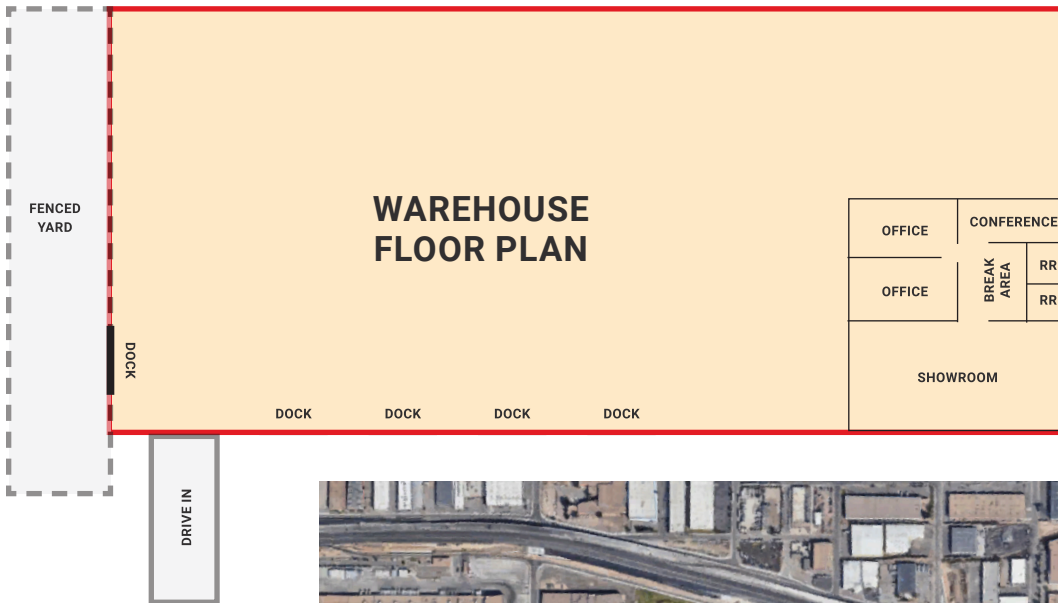 FENCED
YARD
WAREHOUSE
FLOOR PLAN
OFFICE
CONFERENCE
OFFICE
BREAK
AREA
RR
RR
SHOWROOM
DOCK
DOCK
DOCK
DOCK
DOCK
DRIVE IN